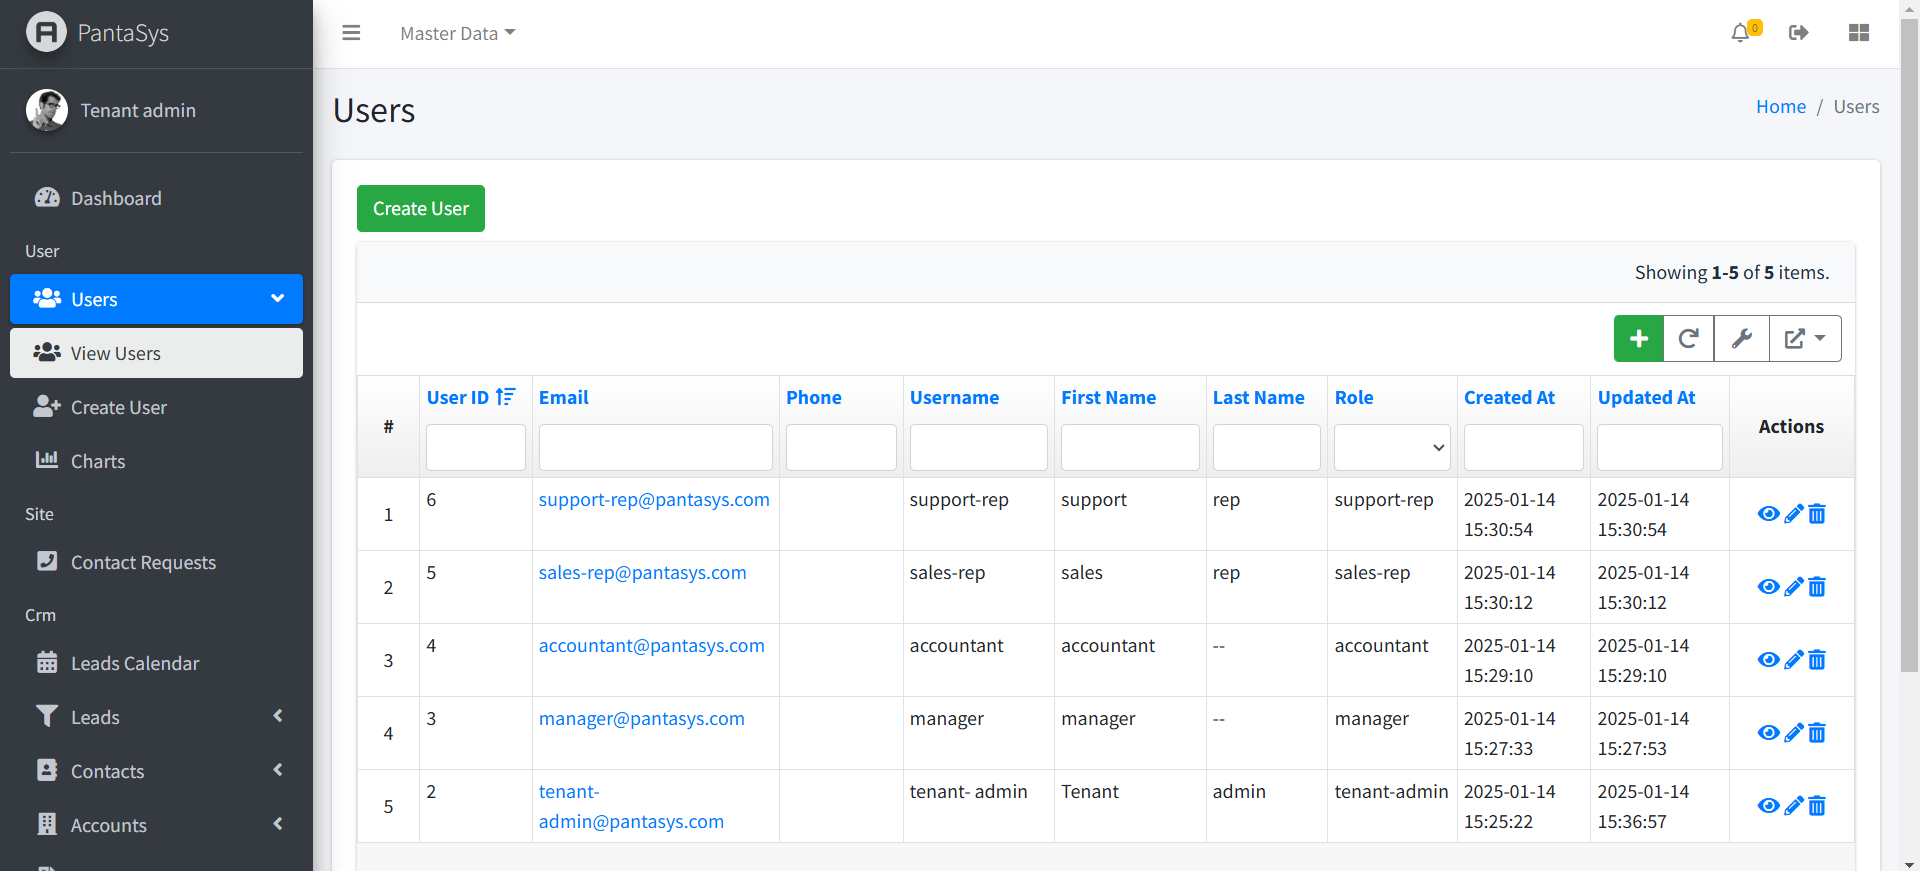 PantaSys
Master Data
0
Tenant admin
Users
Home / Users
Dashboard
User
Users
View Users
Create User
Charts
Site
Contact Requests
Crm
Leads Calendar
Leads
Contacts
Accounts
Create User
Showing 1-5 of 5 items.
# User ID Email Phone Username First Name Last Name Role Created At Updated At Actions
1 6 support-rep@pantasys.com support-rep support rep support-rep 2025-01-14 2025-01-14
15:30:54 15:30:54
2 5 sales-rep@pantasys.com sales-rep sales rep sales-rep 2025-01-14 2025-01-14
15:30:12 15:30:12
3 4 accountant@pantasys.com accountant accountant -- accountant 2025-01-14 2025-01-14
15:29:10 15:29:10
4 3 manager@pantasys.com manager manager -- manager 2025-01-14 2025-01-14
15:27:33 15:27:53
5 2 tenant- tenant- admin Tenant admin tenant-admin 2025-01-14 2025-01-14
admin@pantasys.com 15:25:22 15:36:57